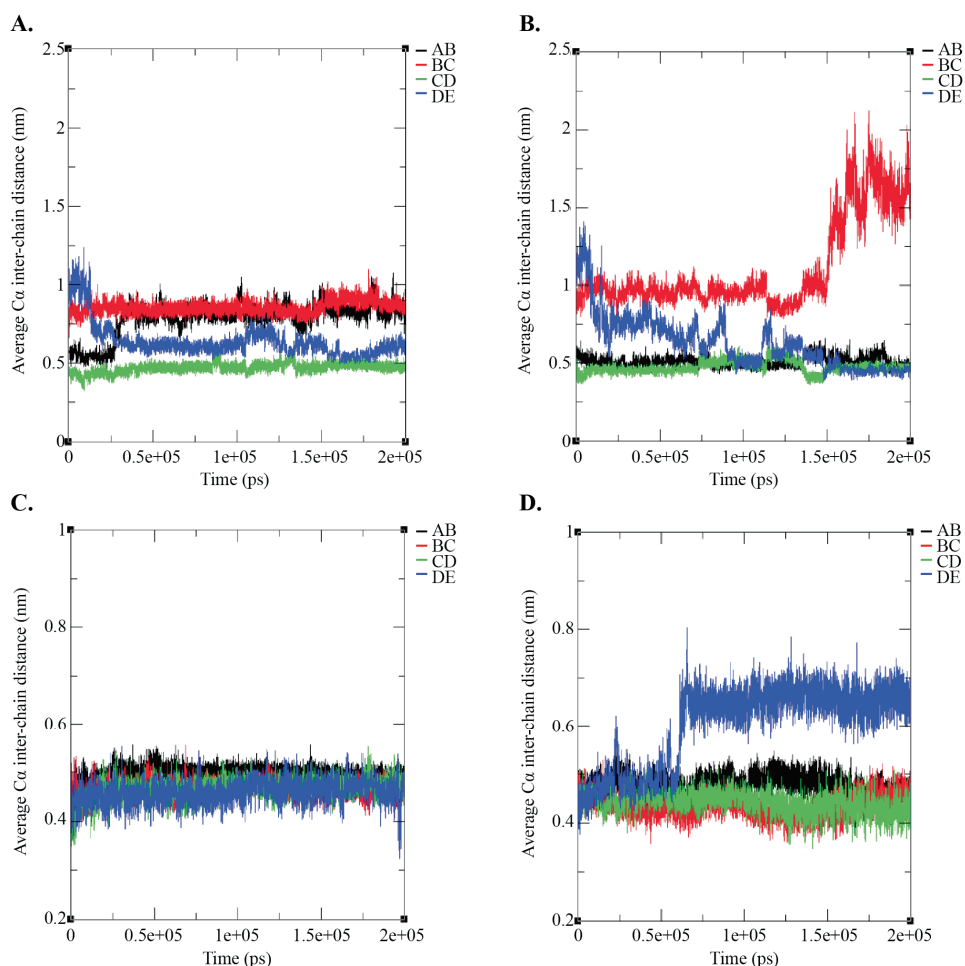 A.
AB
BC
CD
DE
2.5
2
1.5
1
0.5
0
Average Cα inter-chain distance (nm)
0 0.5e+05 1e+05 1.5e+05 2e+05
Time (ps)
B.
AB
BC
CD
DE
2.5
2
1.5
1
0.5
0
Average Cα inter-chain distance (nm)
0 0.5e+05 1e+05 1.5e+05 2e+05
Time (ps)
C.
AB
BC
CD
DE
1
0.8
0.6
0.4
0.2
Average Cα inter-chain distance (nm)
0 0.5e+05 1e+05 1.5e+05 2e+05
Time (ps)
D.
AB
BC
CD
DE
1
0.8
0.6
0.4
0.2
Average Cα inter-chain distance (nm)
0 0.5e+05 1e+05 1.5e+05 2e+05
Time (ps)